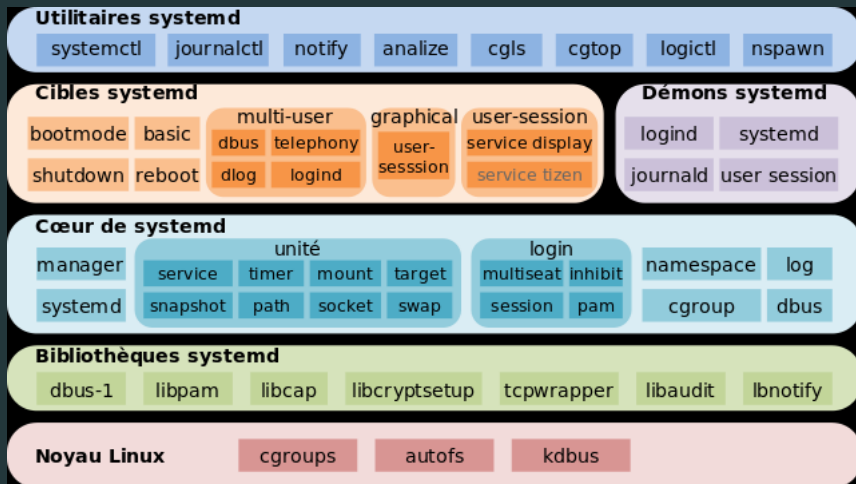 Utilitaires systemd
systemctl journalctl notify analize cgls cgtop logictl nspawn
Cibles systemd
bootmode basic
shutdown reboot
multi-user
dbus telephony
dlog logind
graphical
user-
sesssion
user-session
service display
service tizen
Démons systemd
logind systemd
journald user session
Cœur de systemd
manager
systemd
unité
service timer mount target
snapshot path socket swap
login
multiseat inhibit
session pam
namespace log
cgroup dbus
Bibliothèques systemd
dbus-1 libpam libcap libcryptsetup tcpwrapper libaudit lbnotify
Noyau Linux cgroups autofs kdbus